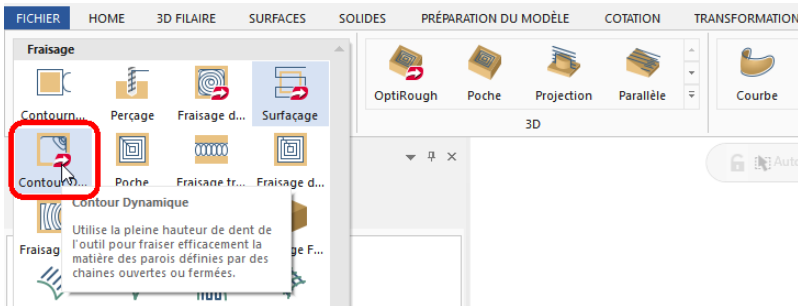 FICHIER HOME 3D FILAIRE SURFACES SOLIDES PRÉPARATION DU MODÈLE COTATION TRANSFORMATION
Fraisage
Contourn... Perçage Fraisage d... Surfaçage
OptiRough Poche Projection Parallèle Courbe
3D
Contour D... Poche Fraisage tr... Fraisage d...
Auto
Contour Dynamique
Utilise la pleine hauteur de dent de
l'outil pour fraiser efficacement la
matière des parois définies par des
chaines ouvertes ou fermées.
Fraisag
ge F...